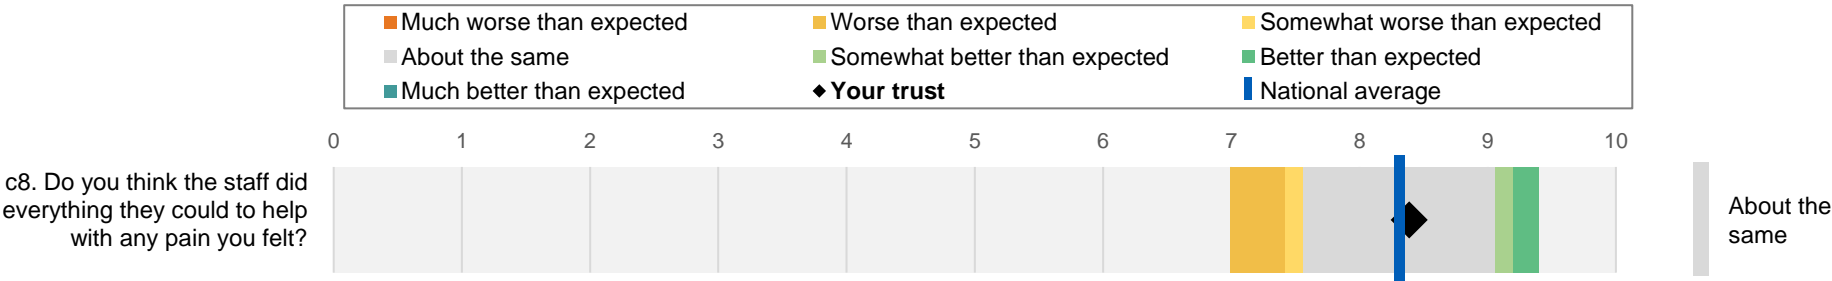 Much worse than expected
Worse than expected
Somewhat worse than expected
About the same
Somewhat better than expected
Better than expected
Much better than expected
Your trust
National average
0 1 2 3 4 5 6 7 8 9 10
c8. Do you think the staff did
everything they could to help
with any pain you felt?
About the
same